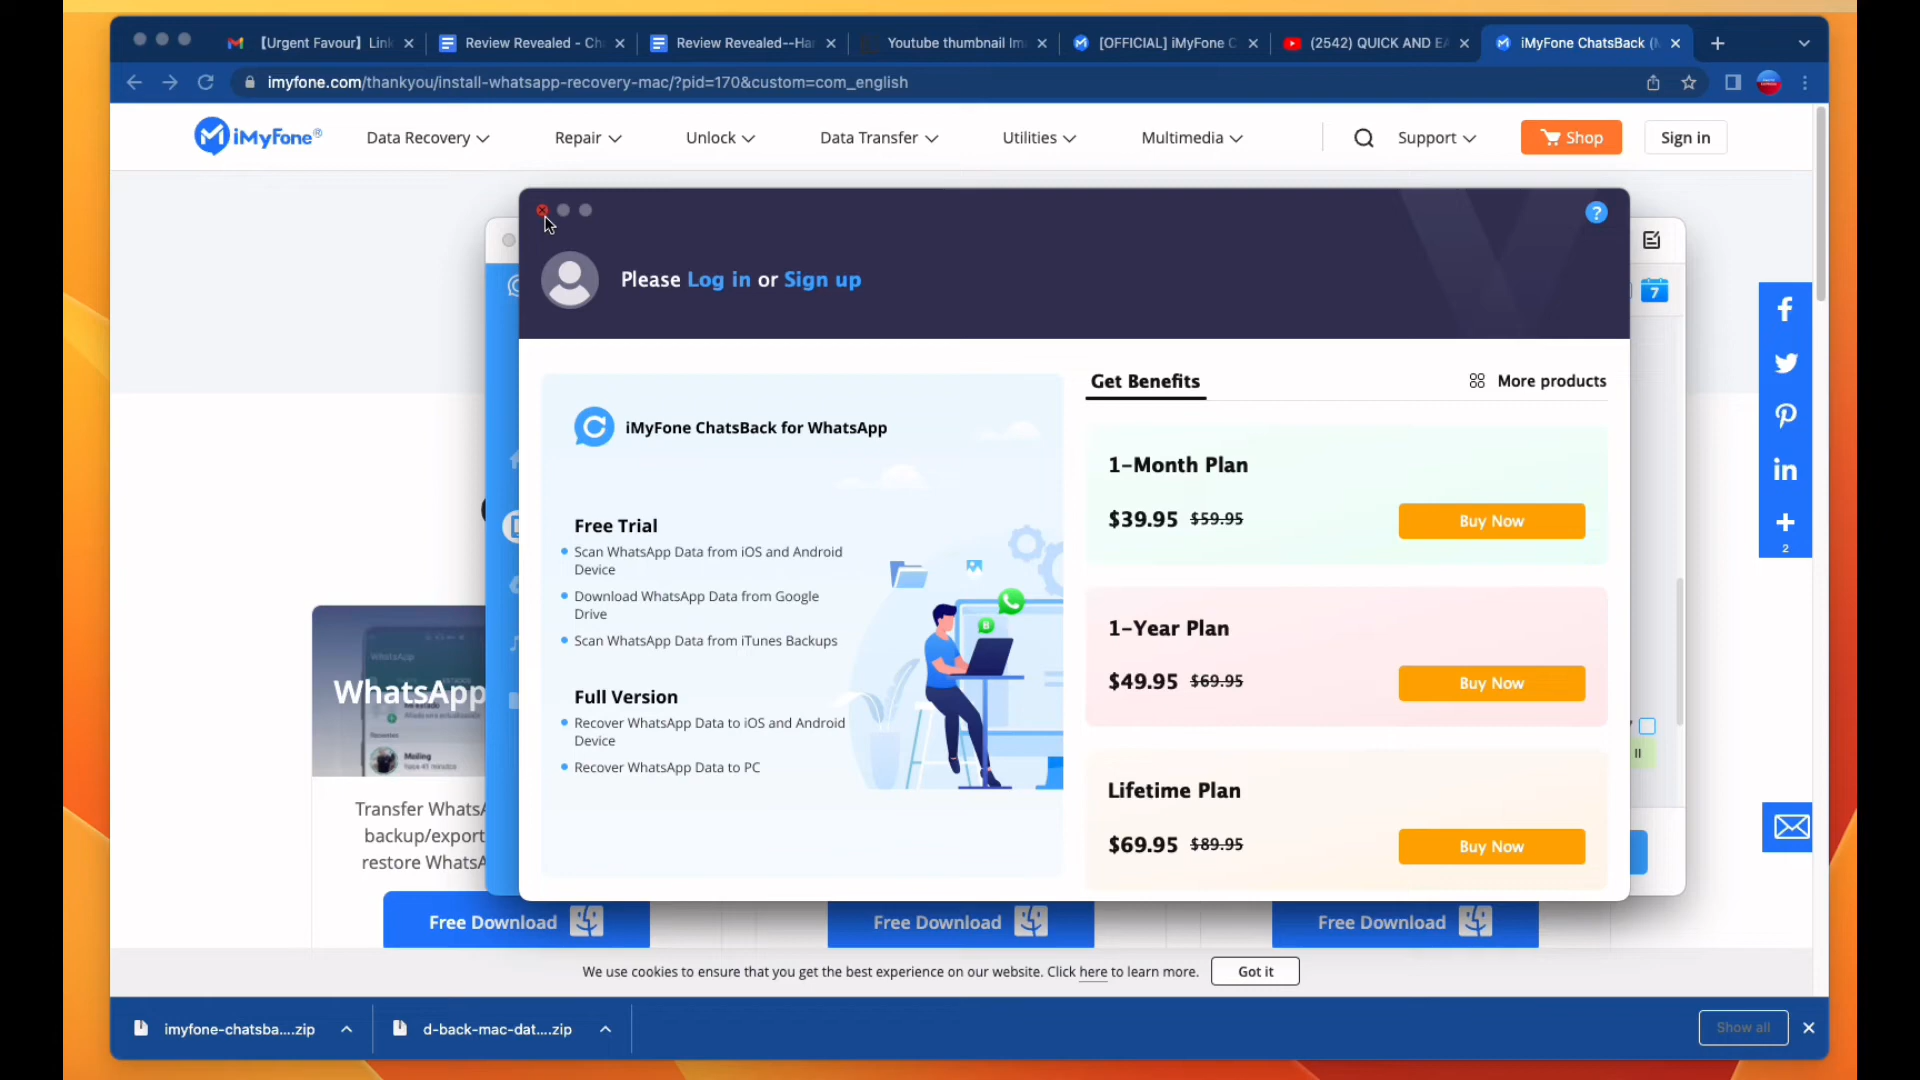 【Urgent Favour】 Link
Review Revealed - Ch
Review Revealed--Ha
Youtube thumbnail Im
[OFFICIAL] iMyFone C
(2542) QUICK AND EA
iMyFone ChatsBack (
imyfone.com/thankyou/install-whatsapp-recovery-mac/?pid=170&custom=com_english
iMyFone®
Data Recovery
Repair
Unlock
Data Transfer
Utilities
Multimedia
Support
Shop
Sign in
?
Please Log in or Sign up
7
Get Benefits
More products
iMyFone ChatsBack for WhatsApp
Free Trial
Scan WhatsApp Data from iOS and Android
Device
Download WhatsApp Data from Google
Drive
Scan WhatsApp Data from iTunes Backups
Full Version
Recover WhatsApp Data to iOS and Android
Device
Recover WhatsApp Data to PC
1-Month Plan
$39.95 $59.95
Buy Now
1-Year Plan
$49.95 $69.95
Buy Now
Lifetime Plan
$69.95 $89.95
Buy Now
2
WhatsApp
WhatsApp
Meiling
Transfer WhatsA
backup/export
restore WhatsA
Free Download
Free Download
Free Download
We use cookies to ensure that you get the best experience on our website. Click here to learn more.
Got it
imyfone-chatsba....zip
d-back-mac-dat....zip
Show all